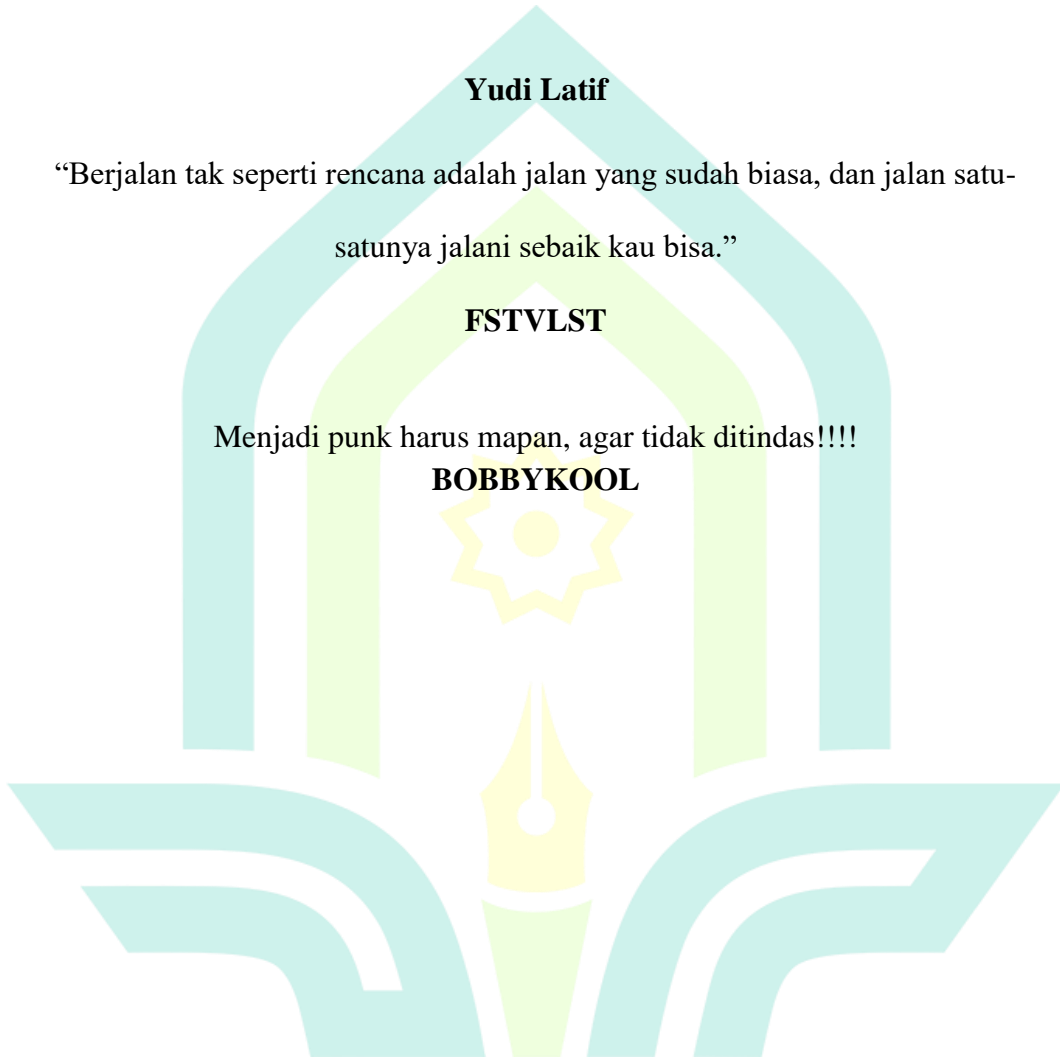 Yudi Latif
“Berjalan tak seperti rencana adalah jalan yang sudah biasa, dan jalan satu-
satunya jalani sebaik kau bisa.”
FSTVLST
Menjadi punk harus mapan, agar tidak ditindas!!!!
BOBBYKOOL